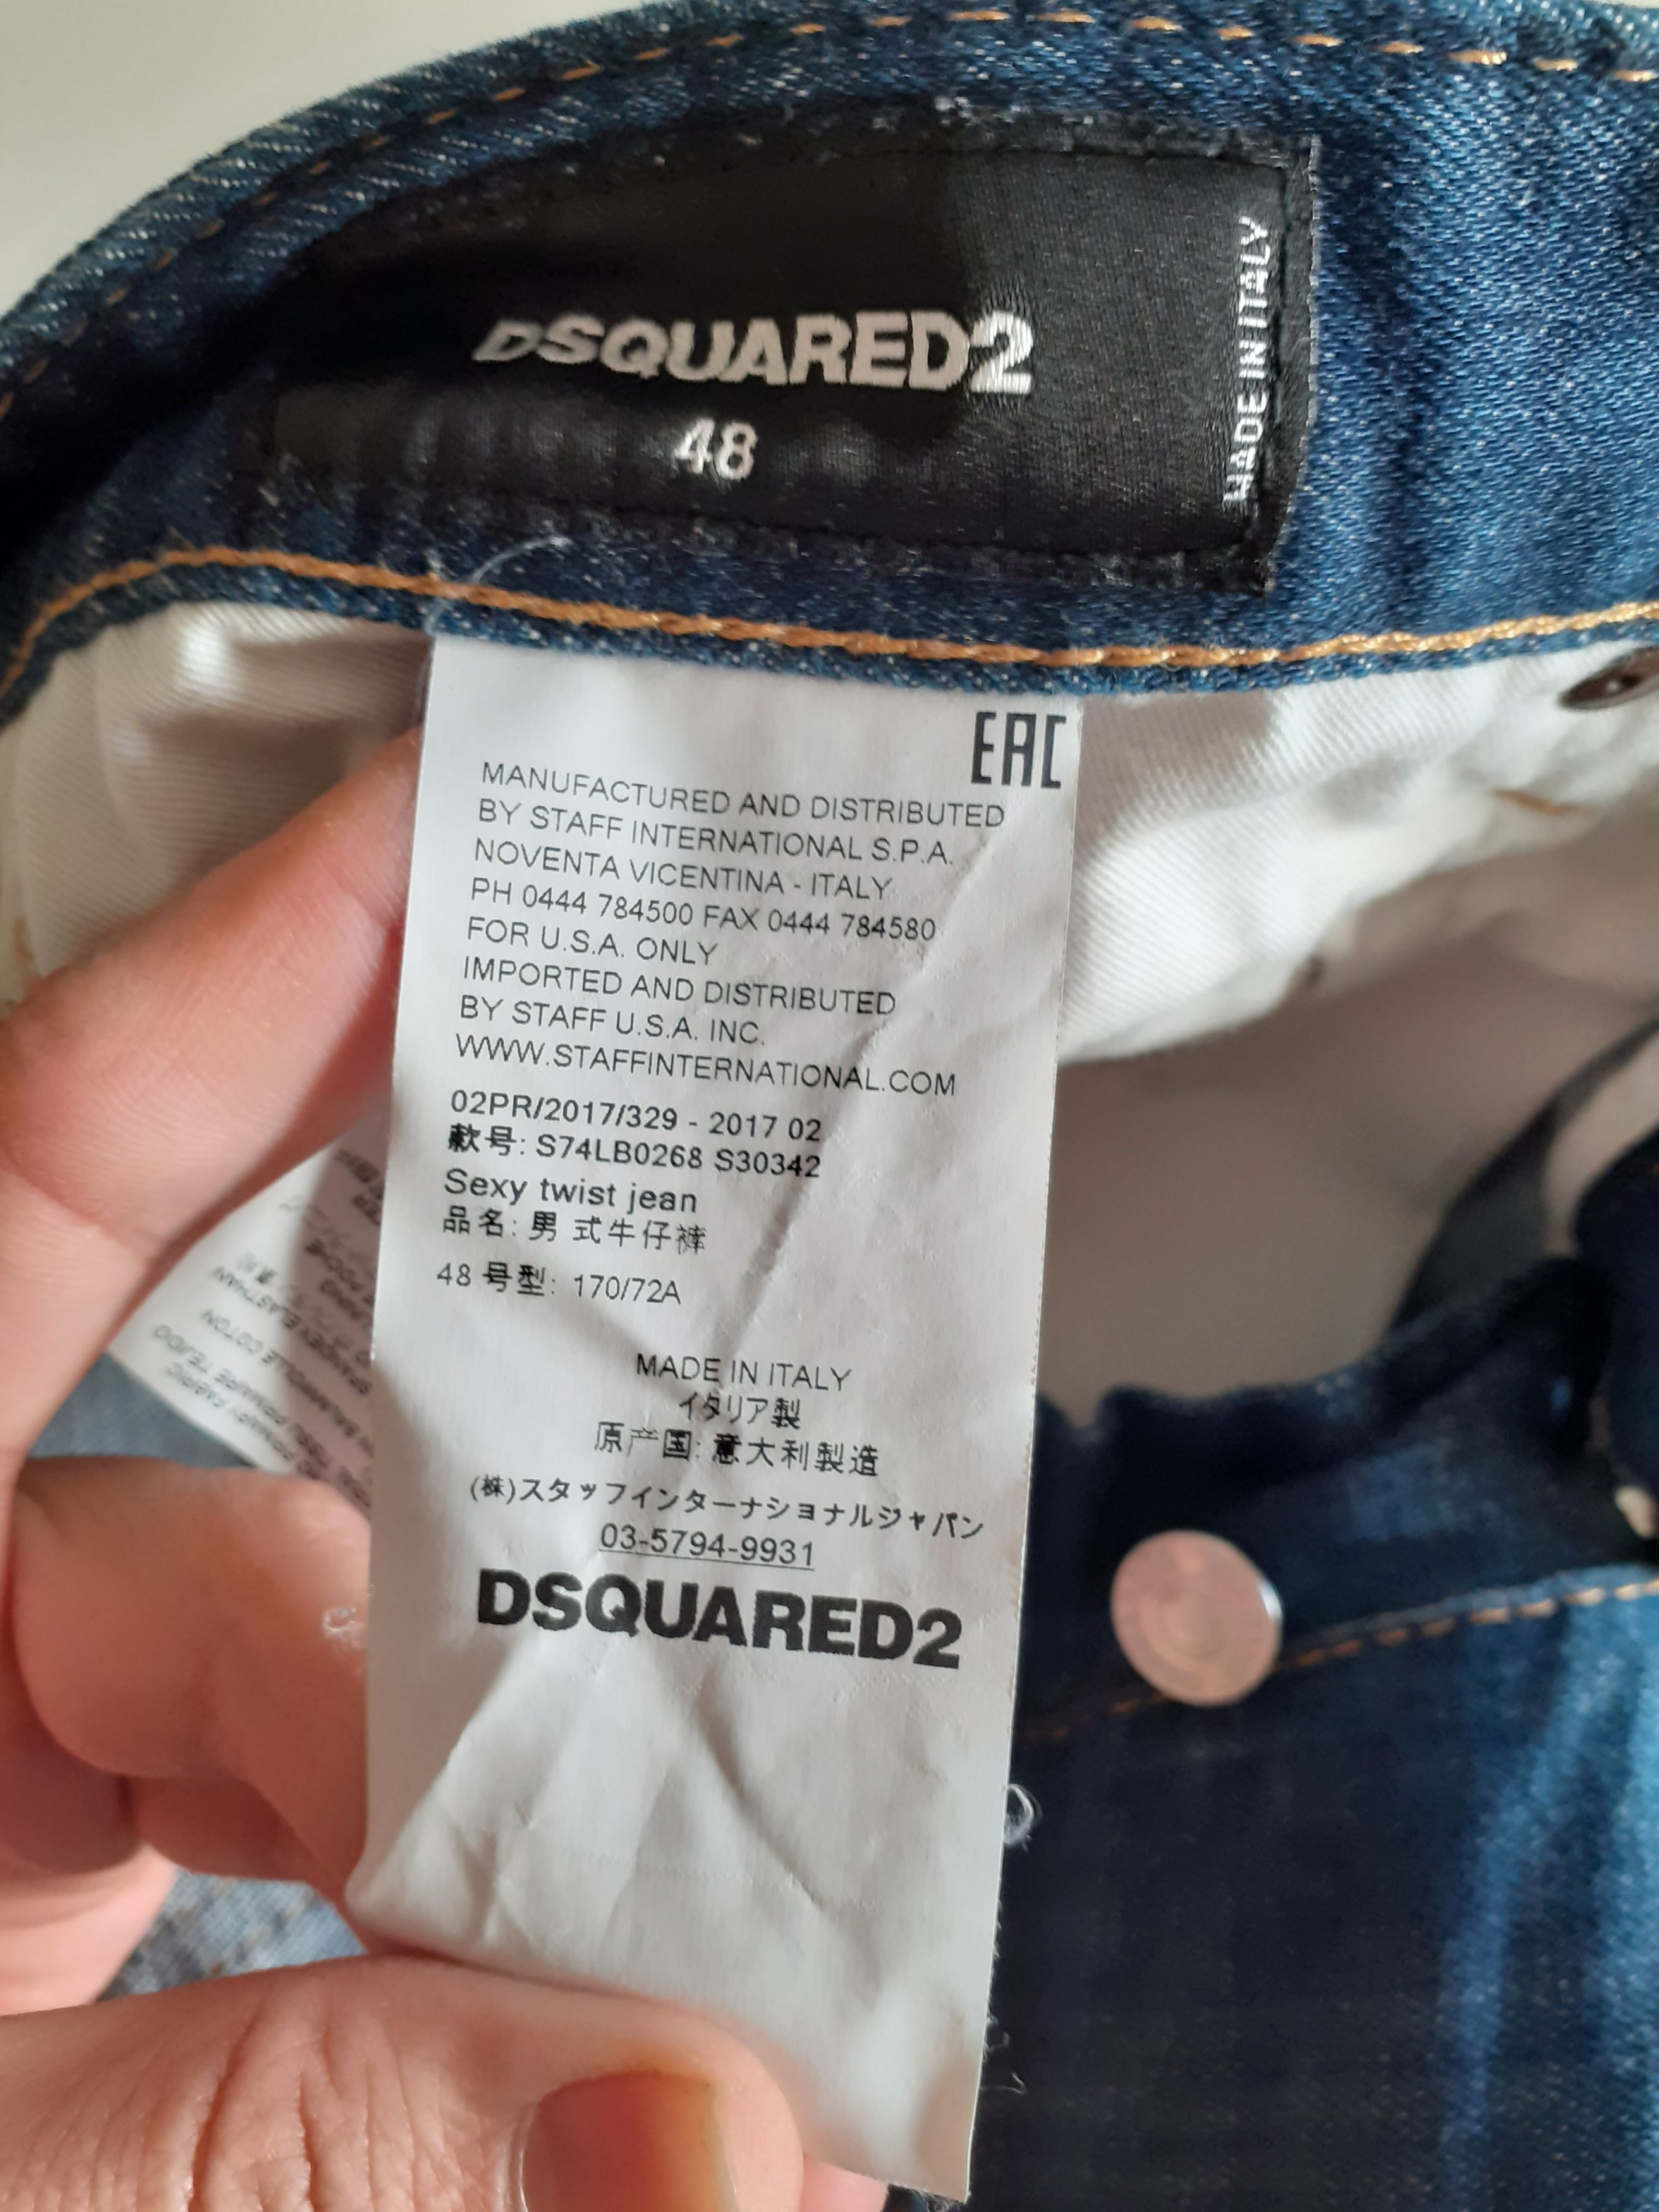 DSQUARED2
48
MADE IN ITALY
EAC
MANUFACTURED AND DISTRIBUTED
BY STAFF INTERNATIONAL S.P.A.
NOVENTA VICENTINA - ITALY
PH 0444 784500 FAX 0444 784580
FOR U.S.A. ONLY
IMPORTED AND DISTRIBUTED
BY STAFF U.S.A. INC.
WWW.STAFFINTERNATIONAL.COM
02PR/2017/329 - 2017 02
款号: S74LB0268 S30342
Sexy twist jean
品名: 男 式牛仔裤
48 号型: 170/72A
MADE IN ITALY
イタリア製
原产国: 意大利製造
(株)スタッフインターナショナルジャパン
03-5794-9931
DSQUARED2
ELASTHAN
COTTON
TEJIDO
FABRIC